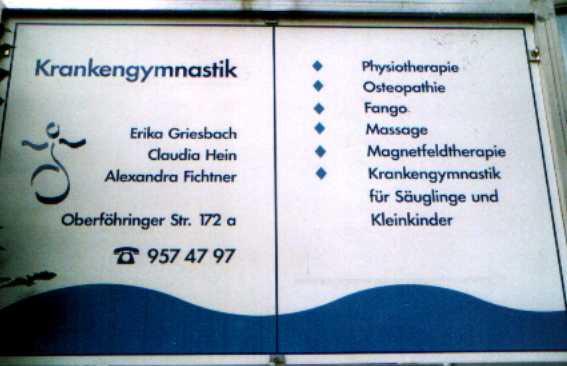 Krankengymnastik
Erika Griesbach
Claudia Hein
Alexandra Fichtner
Oberföhringer Str. 172 a
☎ 957 47 97
Physiotherapie
Osteopathie
Fango
Massage
Magnetfeldtherapie
Krankengymnastik
für Säuglinge und
Kleinkinder